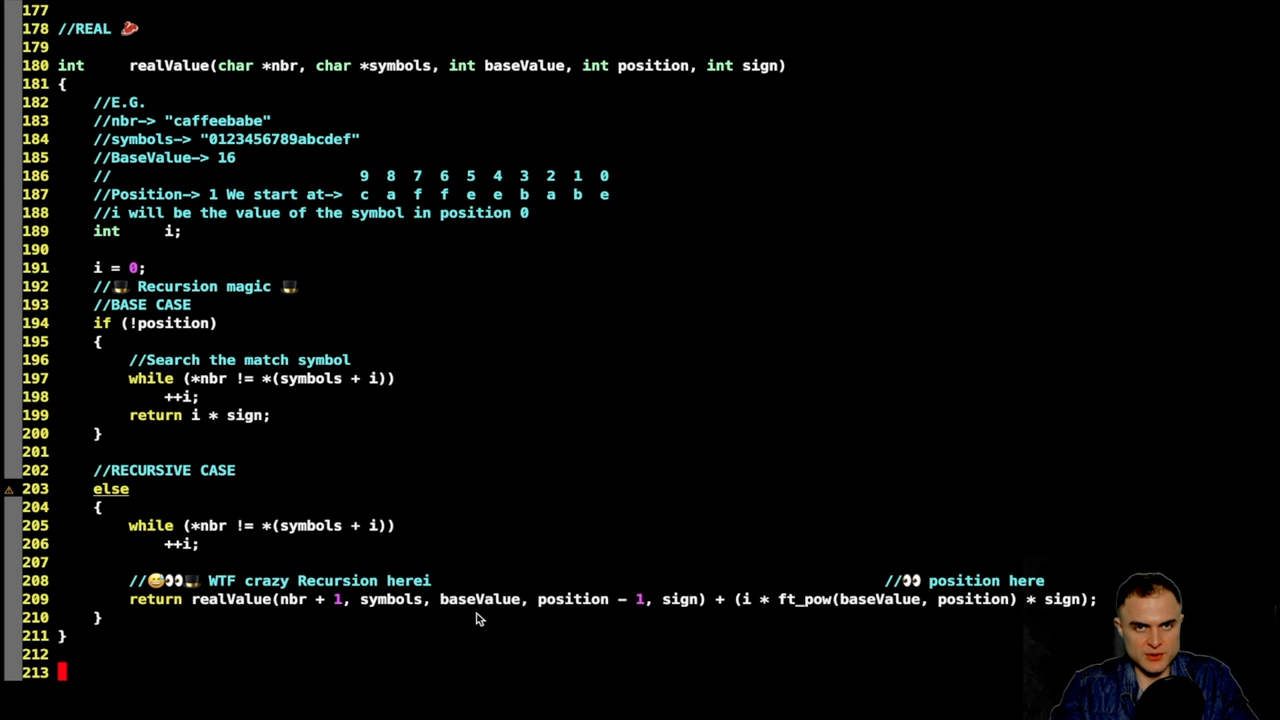 177
178 //REAL 🥩
179
180 int     realValue(char *nbr, char *symbols, int baseValue, int position, int sign)
181 {
182     //E.G.
183     //nbr-> "caffeebabe"
184     //symbols-> "0123456789abcdef"
185     //BaseValue-> 16
186     //                            9  8  7  6  5  4  3  2  1  0
187     //Position-> 1 We start at->  c  a  f  f  e  e  b  a  b  e
188     //i will be the value of the symbol in position 0
189     int     i;
190
191     i = 0;
192     //🎩 Recursion magic 🎩
193     //BASE CASE
194     if (!position)
195     {
196         //Search the match symbol
197         while (*nbr != *(symbols + i))
198             ++i;
199         return i * sign;
200     }
201
202     //RECURSIVE CASE
⚠ 203     else
204     {
205         while (*nbr != *(symbols + i))
206             ++i;
207
208         //😅👀🎩 WTF crazy Recursion herei                                                   //👀 position here
209         return realValue(nbr + 1, symbols, baseValue, position - 1, sign) + (i * ft_pow(baseValue, position) * sign);
210     }
211 }
212
213